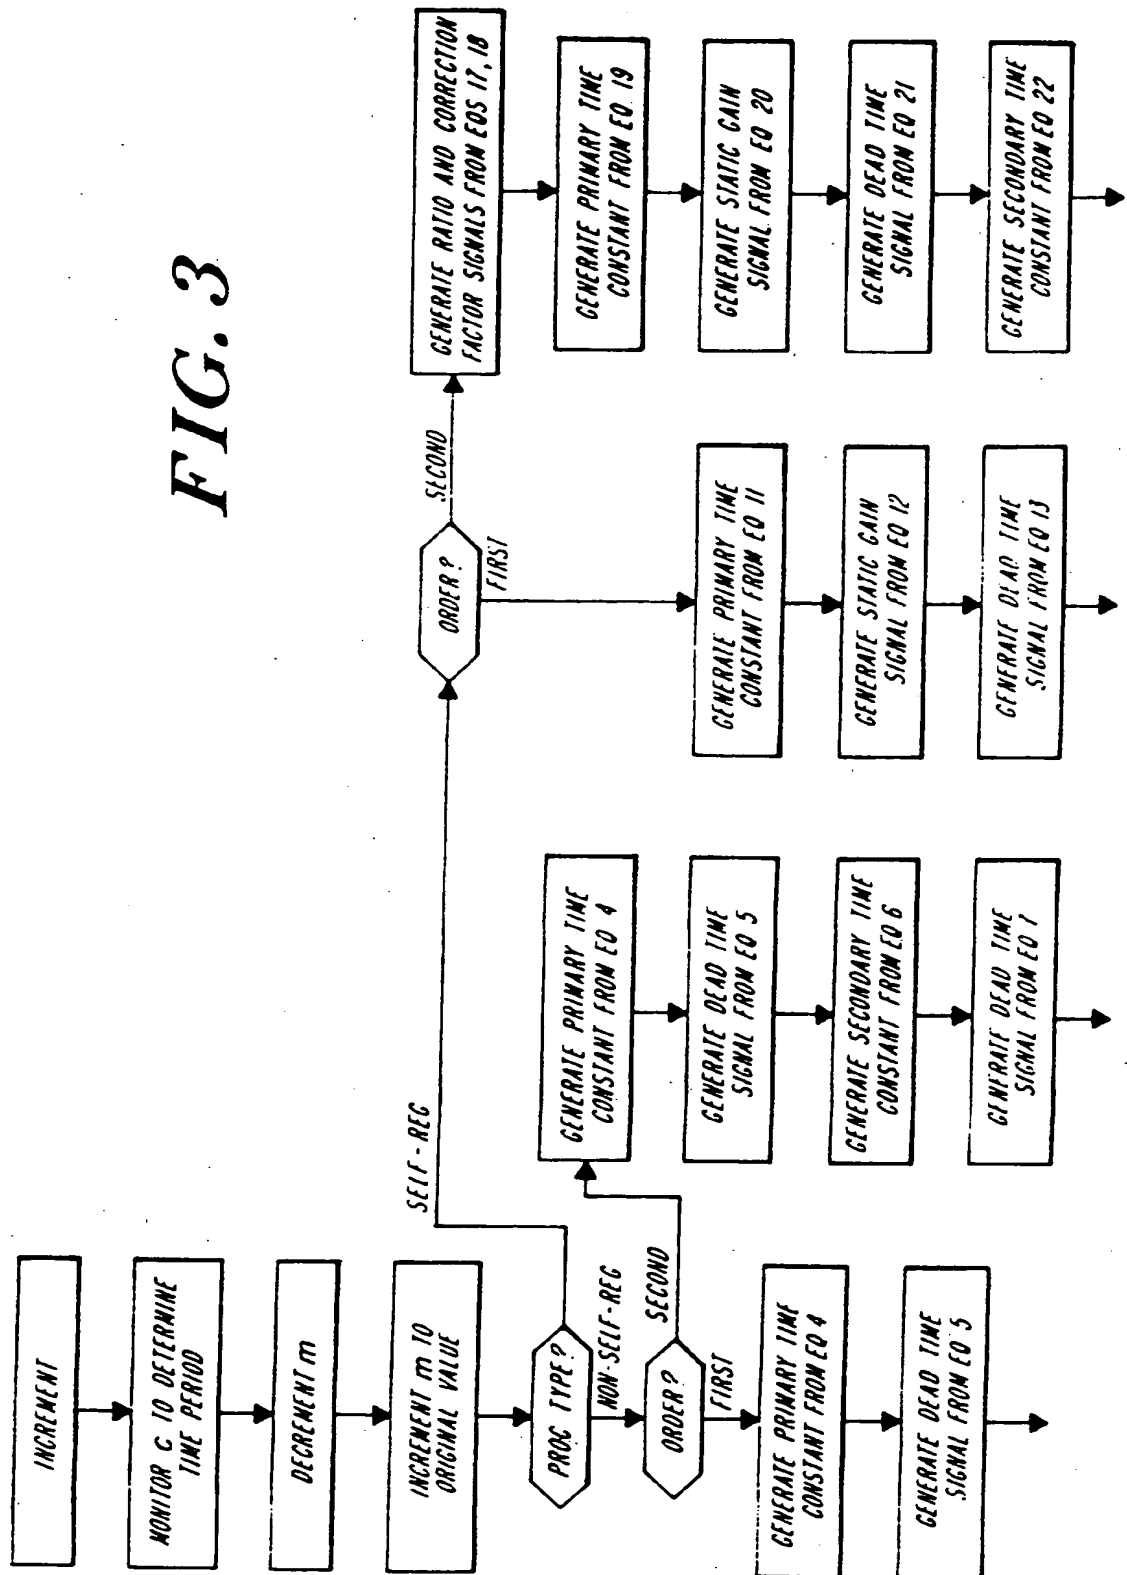 FIG. 3
INCREMENT
MONITOR C TO DETERMINE
TIME PERIOD
DECREMENT m
INCREMENT m TO
ORIGINAL VALUE
PROC TYPE?
SELF-REG
NON-SELF-REG
ORDER?
SECOND
FIRST
GENERATE PRIMARY TIME
CONSTANT FROM EQ 4
GENERATE DEAD TIME
SIGNAL FROM EQ 5
GENERATE PRIMARY TIME
CONSTANT FROM EQ 4
GENERATE DEAD TIME
SIGNAL FROM EQ 5
GENERATE SECONDARY TIME
CONSTANT FROM EQ 6
GENERATE DEAD TIME
SIGNAL FROM EQ 7
ORDER?
SECOND
FIRST
GENERATE PRIMARY TIME
CONSTANT FROM EQ 11
GENERATE STATIC GAIN
SIGNAL FROM EQ 12
GENERATE DEAD TIME
SIGNAL FROM EQ 13
GENERATE RATIO AND CORRECTION
FACTOR SIGNALS FROM EQS 17, 18
GENERATE PRIMARY TIME
CONSTANT FROM EQ 19
GENERATE STATIC GAIN
SIGNAL FROM EQ 20
GENERATE DEAD TIME
SIGNAL FROM EQ 21
GENERATE SECONDARY TIME
CONSTANT FROM EQ 22